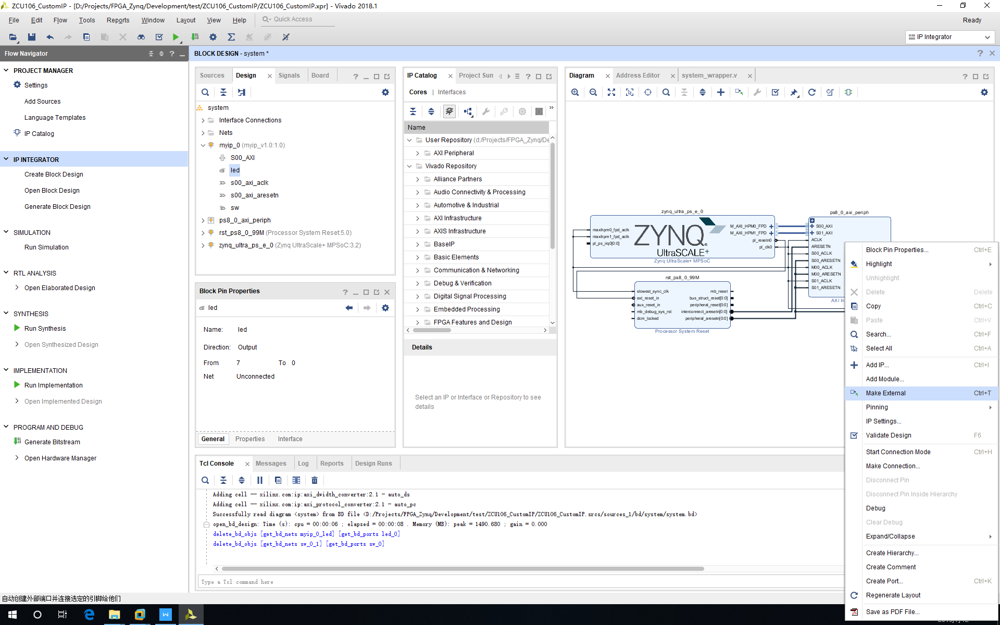 ZCU106_CustomIP - [D:/Projects/FPGA_Zynq/Development/test/ZCU106_CustomIP/ZCU106_CustomIP.xpr] - Vivado 2018.1
File Edit Flow Tools Reports Window Layout View Help Quick Access Ready
IP Integrator
Flow Navigator
PROJECT MANAGER
Settings
Add Sources
Language Templates
IP Catalog
IP INTEGRATOR
Create Block Design
Open Block Design
Generate Block Design
SIMULATION
Run Simulation
RTL ANALYSIS
Open Elaborated Design
SYNTHESIS
Run Synthesis
Open Synthesized Design
IMPLEMENTATION
Run Implementation
Open Implemented Design
PROGRAM AND DEBUG
Generate Bitstream
Open Hardware Manager
BLOCK DESIGN - system *
Sources Design Signals Board
system
Interface Connections
Nets
myip_0 (myip_v1.0:1.0)
S00_AXI
led
s00_axi_aclk
s00_axi_aresetn
sw
ps8_0_axi_periph
rst_ps8_0_99M (Processor System Reset:5.0)
zynq_ultra_ps_e_0 (Zynq UltraScale+ MPSoC:3.2)
Block Pin Properties
led
Name: led
Direction: Output
From 7 To 0
Net Unconnected
General Properties Interface
IP Catalog Project Sum
Cores | Interfaces
Name
User Repository (d:/Projects/FPGA_Zynq/De
AXI Peripheral
Vivado Repository
Alliance Partners
Audio Connectivity & Processing
Automotive & Industrial
AXI Infrastructure
AXIS Infrastructure
BaseIP
Basic Elements
Communication & Networking
Debug & Verification
Digital Signal Processing
Embedded Processing
FPGA Features and Design
Details
Select an IP or Interface or Repository to see
details
Diagram Address Editor system_wrapper.v
zynq_ultra_ps_e_0
maxihpm0_fpd_aclk
maxihpm1_fpd_aclk
pl_ps_irq0[0:0]
ZYNQ
UltraSCALE+
M_AXI_HPM0_FPD
M_AXI_HPM1_FPD
pl_resetn0
pl_clk0
Zynq UltraScale+ MPSoC
rst_ps8_0_99M
slowest_sync_clk
ext_reset_in
aux_reset_in
mb_debug_sys_rst
dcm_locked
mb_reset
bus_struct_reset[0:0]
peripheral_reset[0:0]
interconnect_aresetn[0:0]
peripheral_aresetn[0:0]
Processor System Reset
ps8_0_axi_periph
S00_AXI
S01_AXI
ACLK
ARESETN
S00_ACLK
S00_ARESETN
M00_ACLK
M00_ARESETN
S01_ACLK
S01_ARESETN
AXI In
Block Pin Properties... Ctrl+E
Highlight
Unhighlight
Delete Delete
Copy Ctrl+C
Paste Ctrl+V
Search... Ctrl+F
Select All Ctrl+A
Add IP... Ctrl+I
Add Module...
Make External Ctrl+T
Pinning
IP Settings...
Validate Design F6
Start Connection Mode Ctrl+H
Make Connection...
Disconnect Pin
Disconnect Pin Inside Hierarchy
Debug
Clear Debug
Expand/Collapse
Create Hierarchy...
Create Comment
Create Port... Ctrl+K
Regenerate Layout
Save as PDF File...
Tcl Console Messages Log Reports Design Runs
Adding cell -- xilinx.com:ip:axi_dwidth_converter:2.1 - auto_ds
Adding cell -- xilinx.com:ip:axi_protocol_converter:2.1 - auto_pc
Successfully read diagram <system> from BD file <D:/Projects/FPGA_Zynq/Development/test/ZCU106_CustomIP/ZCU106_CustomIP.srcs/sources_1/bd/system/system.bd>
open_bd_design: Time (s): cpu = 00:00:06 ; elapsed = 00:00:08 . Memory (MB): peak = 1490.680 ; gain = 0.000
delete_bd_objs [get_bd_nets myip_0_led] [get_bd_ports led_0]
delete_bd_objs [get_bd_nets sw_0_1] [get_bd_ports sw_0]
Type a Tcl command here
自动创建外部端口并连接选定的引脚给他们